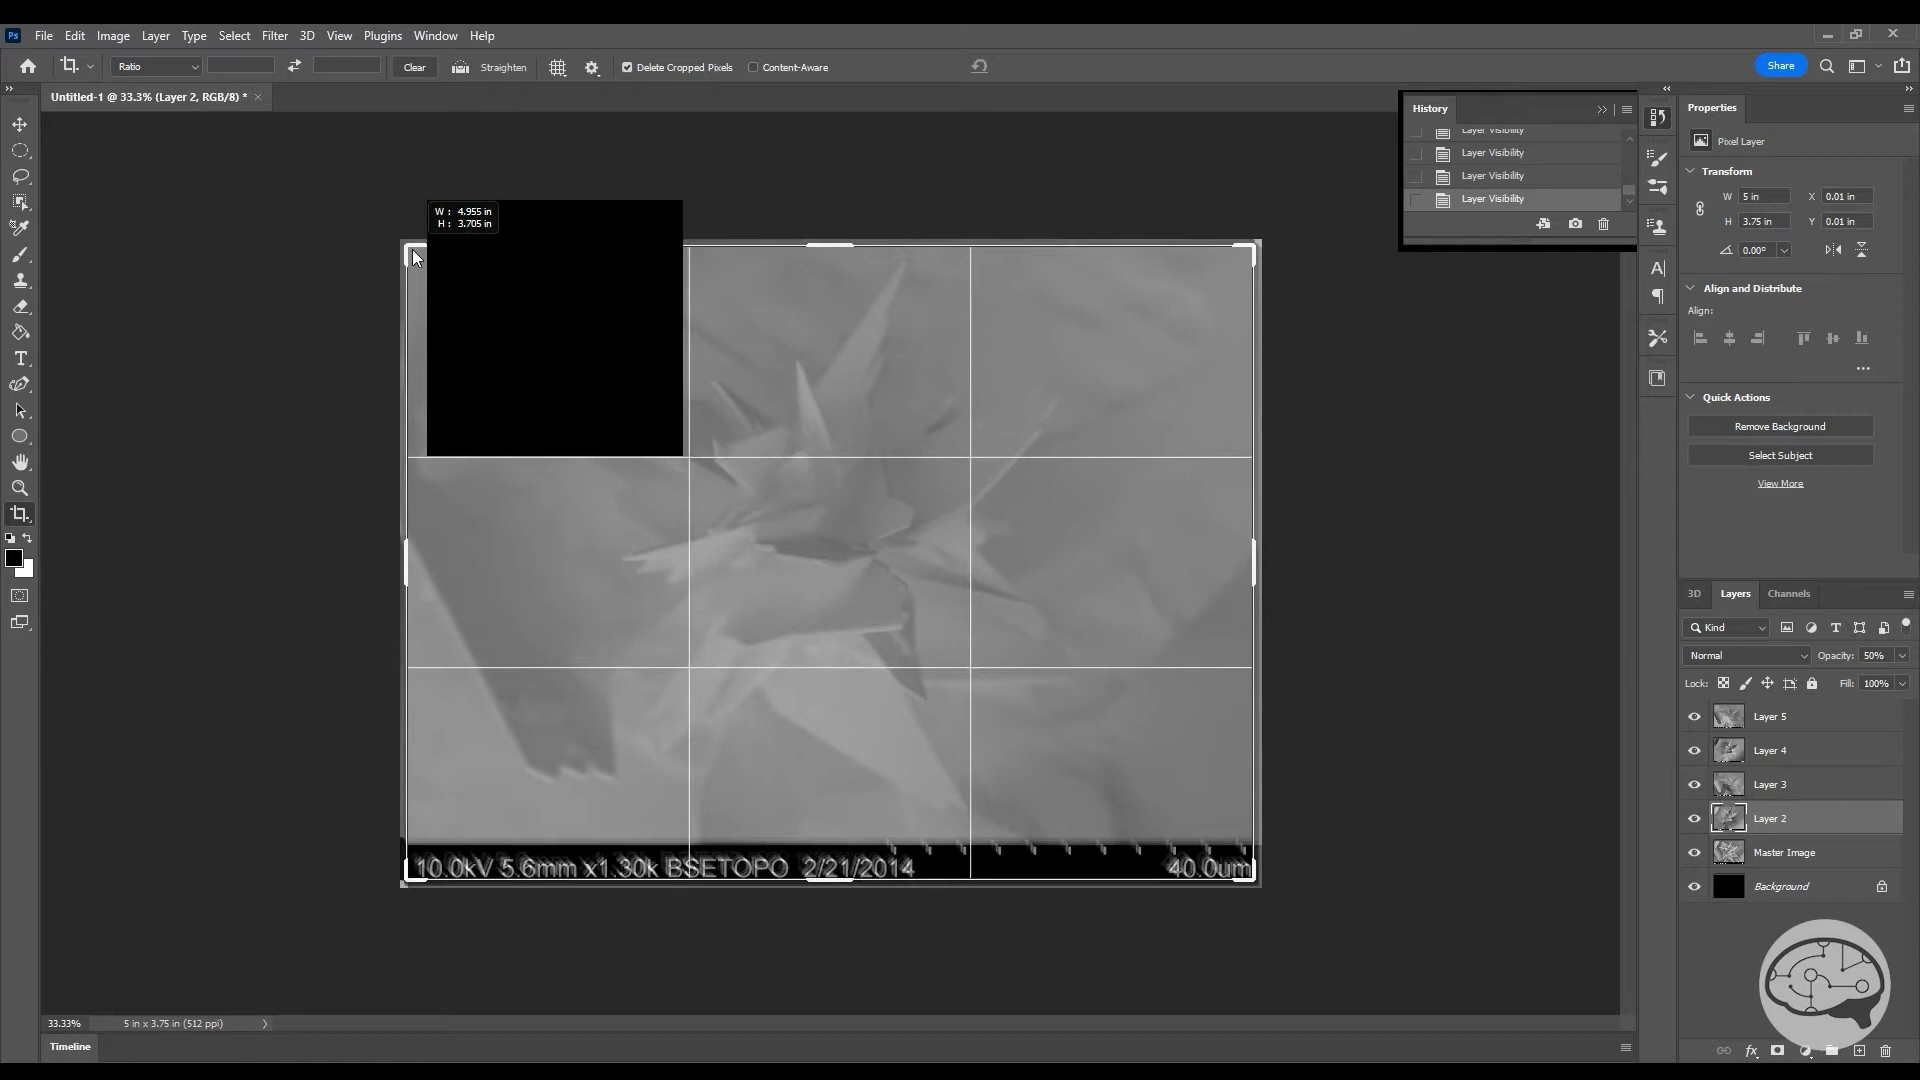 Ps File Edit Image Layer Type Select Filter 3D View Plugins Window Help
Ratio Clear Straighten Delete Cropped Pixels Content-Aware Share
Untitled-1 @ 33.3% (Layer 2, RGB/8) *
History
Layer Visibility
Layer Visibility
Layer Visibility
Layer Visibility
W : 4.955 in
H : 3.705 in
10.0kV 5.6mm x1.30k BSETOPO 2/21/2014
40.0um
Properties
Pixel Layer
Transform
W 5 in X 0.01 in
H 3.75 in Y 0.01 in
0.00°
Align and Distribute
Align:
Quick Actions
Remove Background
Select Subject
View More
3D Layers Channels
Kind
Normal Opacity: 50%
Lock: Fill: 100%
Layer 5
Layer 4
Layer 3
Layer 2
Master Image
Background
fx
33.33% 5 in x 3.75 in (512 ppi)
Timeline